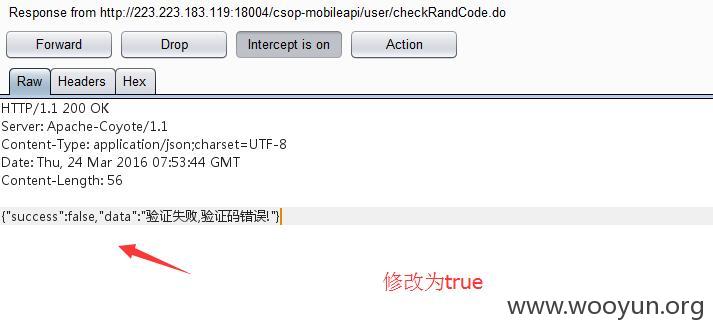 Response from http://223.223.183.119:18004/csop-mobileapi/user/checkRandCode.do
Forward Drop Intercept is on Action
Raw Headers Hex
HTTP/1.1 200 OK
Server: Apache-Coyote/1.1
Content-Type: application/json;charset=UTF-8
Date: Thu, 24 Mar 2016 07:53:44 GMT
Content-Length: 56
{"success":false,"data":"验证失败,验证码错误!"}
修改为true
www.wooyun.org